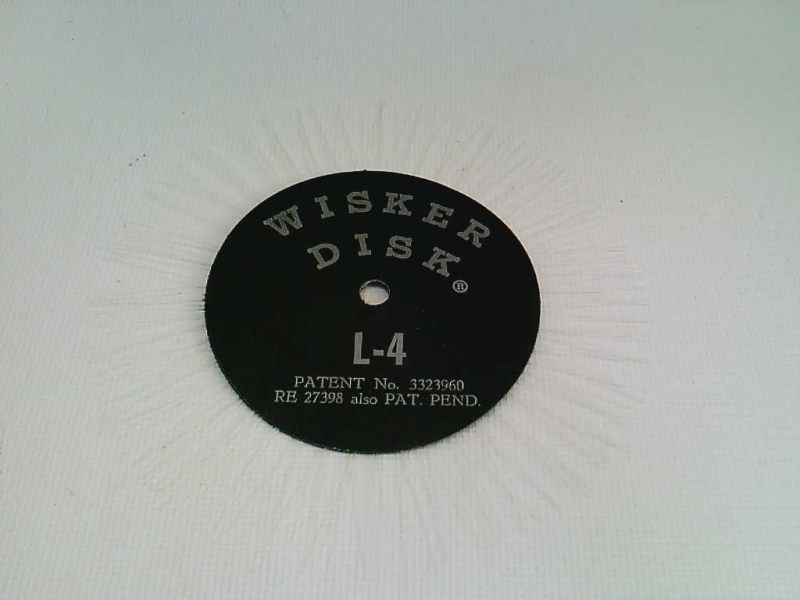 WISKER
DISK®
L-4
PATENT No. 3323960
RE 27398 also PAT. PEND.